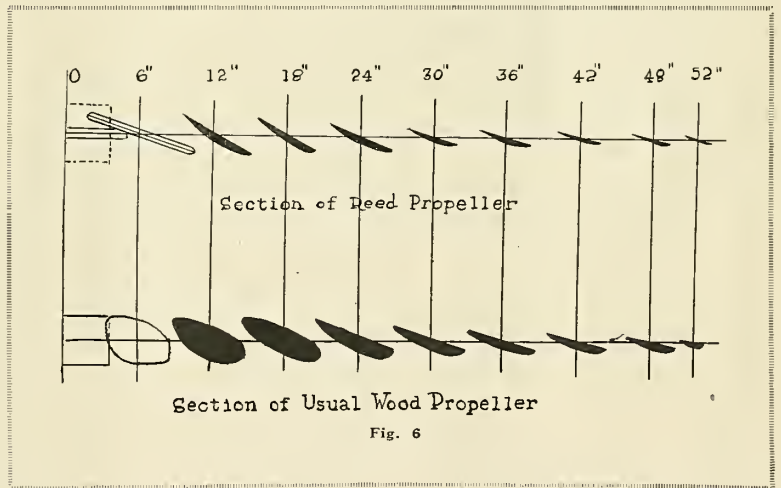 0 6" 12" 18" 24" 30" 36" 42" 48" 52"
Section of Reed Propeller
Section of Usual Wood Propeller
Fig. 6